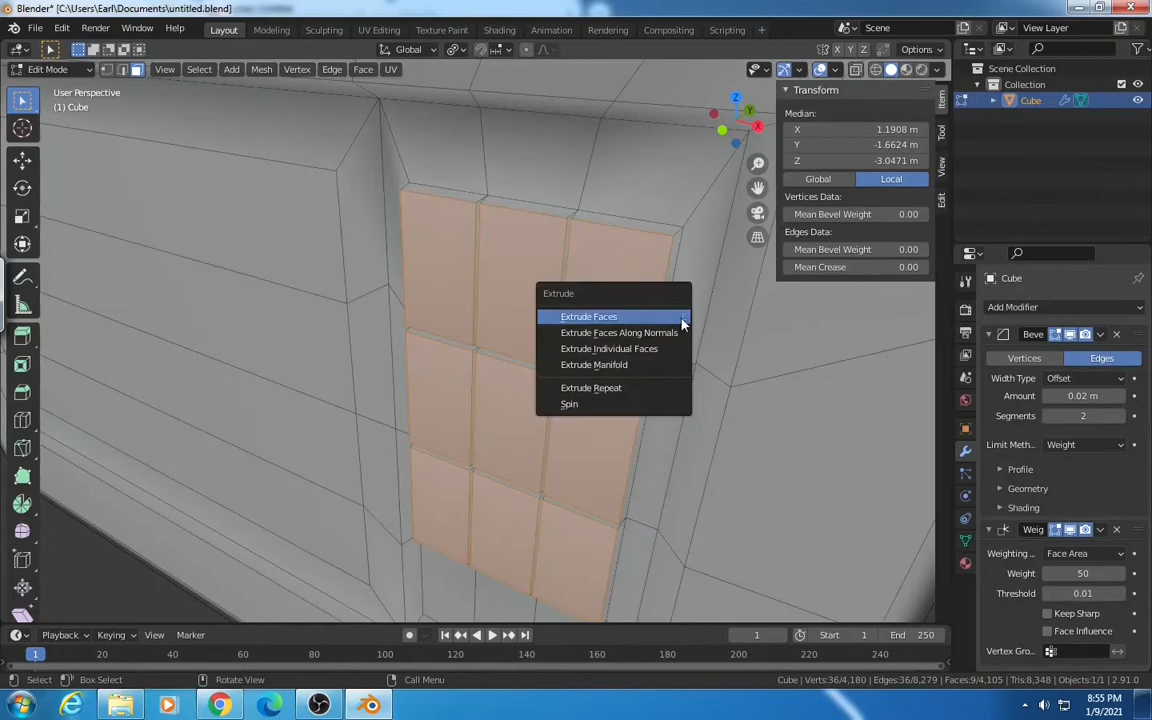 Blender* [C:\Users\Earl\Documents\untitled.blend]
File Edit Render Window Help
Layout Modeling Sculpting UV Editing Texture Paint Shading Animation Rendering Compositing Scripting +
Scene
View Layer
Global
X Y Z
Options
Edit Mode
View Select Add Mesh Vertex Edge Face UV
User Perspective
(1) Cube
Z
Y
X
Transform
Median:
X 1.1908 m
Y -1.6624 m
Z -3.0471 m
Global Local
Vertices Data:
Mean Bevel Weight 0.00
Edges Data:
Mean Bevel Weight 0.00
Mean Crease 0.00
Item
Tool
View
Edit
Scene Collection
Collection
Cube
Extrude
Extrude Faces E
Extrude Faces Along Normals
Extrude Individual Faces
Extrude Manifold
Extrude Repeat
Spin
Cube
Add Modifier
Beve
Vertices Edges
Width Type Offset
Amount 0.02 m
Segments 2
Limit Meth.. Weight
Profile
Geometry
Shading
Weig
Weighting .. Face Area
Weight 50
Threshold 0.01
Keep Sharp
Face Influence
Vertex Gro..
Playback Keying View Marker
1
Start 1
End 250
1 20 40 60 80 100 120 140 160 180 200 220 240
Select Box Select Rotate View Call Menu
Cube | Verts:36/4,180 | Edges:36/8,279 | Faces:9/4,105 | Tris:8,348 | Objects:1/2 | 2.91.0
8:55 PM
1/9/2021